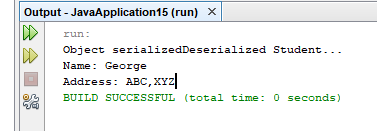 Output - JavaApplication15 (run) ×
run:
Object serializedDeserialized Student...
Name: George
Address: ABC,XYZ
BUILD SUCCESSFUL (total time: 0 seconds)